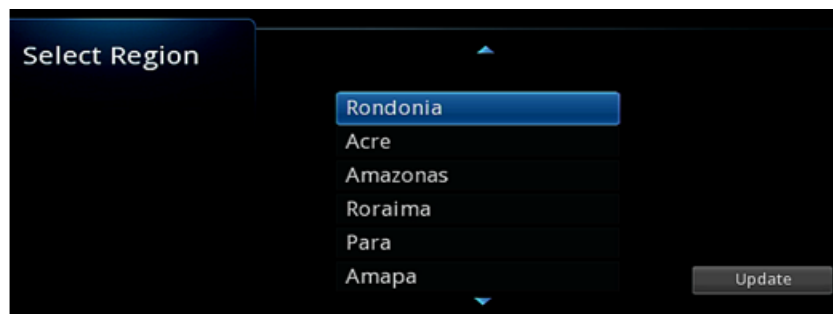 Select Region
Rondonia
Acre
Amazonas
Roraima
Para
Amapa
Update